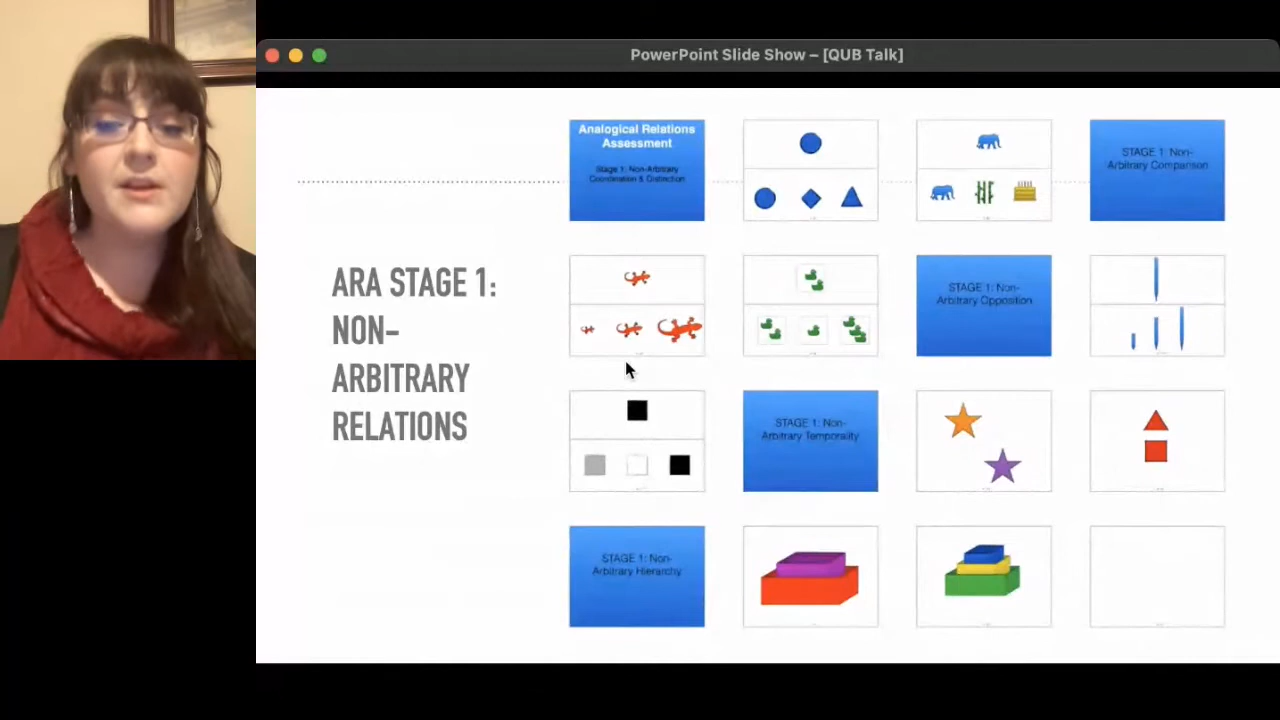 PowerPoint Slide Show – [QUB Talk]
Analogical Relations
Assessment
Stage 1: Non-Arbitrary
Coordination & Distinction
STAGE 1: Non-
Arbitrary Comparison
ARA STAGE 1:
NON-
ARBITRARY
RELATIONS
STAGE 1: Non-
Arbitrary Opposition
STAGE 1: Non-
Arbitrary Temporality
STAGE 1: Non-
Arbitrary Hierarchy